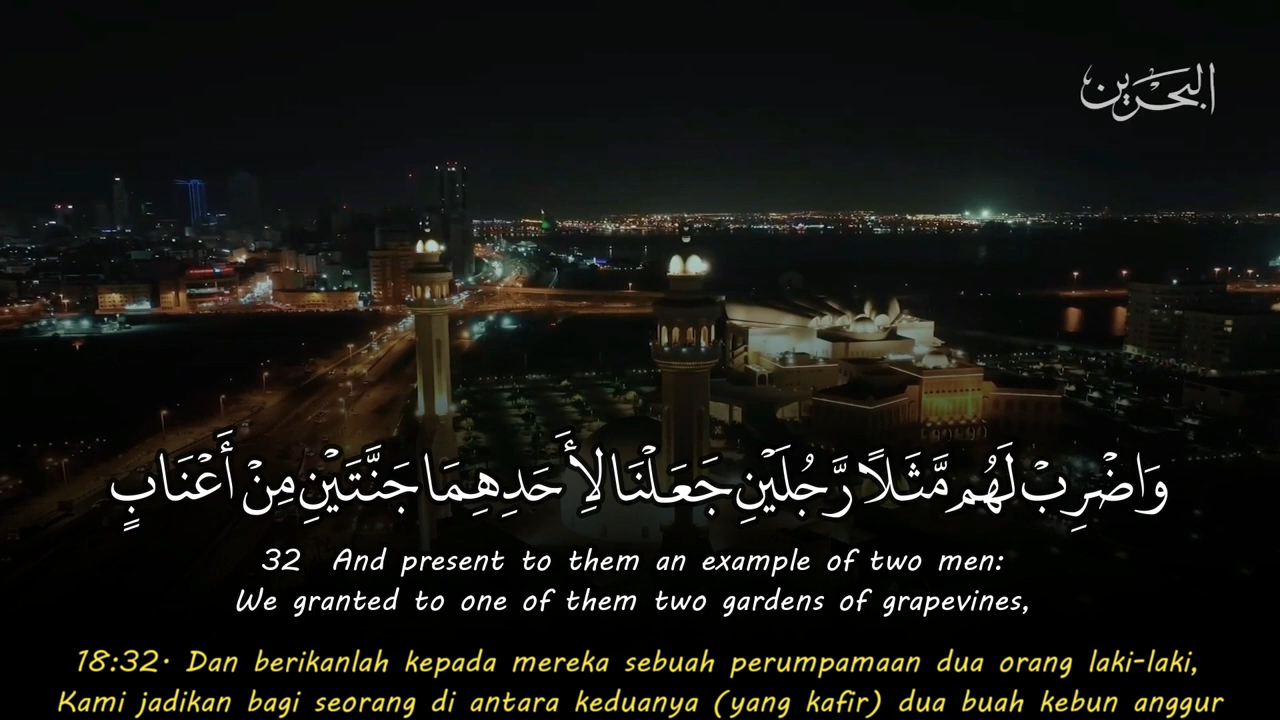 البحرين
وَاضْرِبْ لَهُم مَّثَلًا رَّجُلَيْنِ جَعَلْنَا لِأَحَدِهِمَا جَنَّتَيْنِ مِنْ أَعْنَابٍ
32 And present to them an example of two men:
We granted to one of them two gardens of grapevines,
18:32· Dan berikanlah kepada mereka sebuah perumpamaan dua orang laki-laki,
Kami jadikan bagi seorang di antara keduanya (yang kafir) dua buah kebun anggur